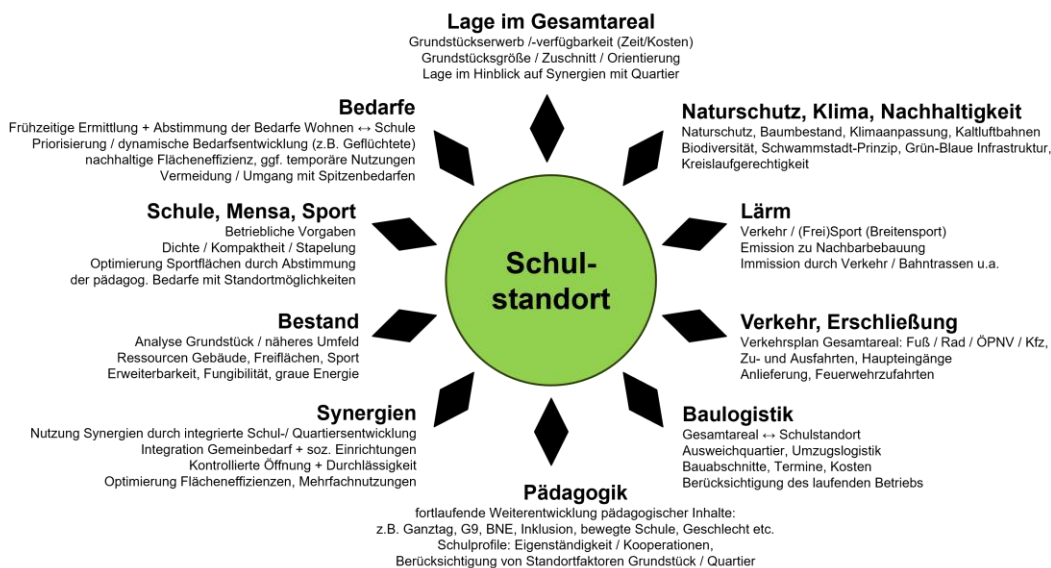 Lage im Gesamtareal
Grundstückserwerb /-verfügbarkeit (Zeit/Kosten)
Grundstücksgröße / Zuschnitt / Orientierung
Lage im Hinblick auf Synergien mit Quartier
Bedarfe
Frühzeitige Ermittlung + Abstimmung der Bedarfe Wohnen ↔ Schule
Priorisierung / dynamische Bedarfsentwicklung (z.B. Geflüchtete)
nachhaltige Flächeneffizienz, ggf. temporäre Nutzungen
Vermeidung / Umgang mit Spitzenbedarfen
Naturschutz, Klima, Nachhaltigkeit
Naturschutz, Baumbestand, Klimaanpassung, Kaltluftbahnen
Biodiversität, Schwammstadt-Prinzip, Grün-Blaue Infrastruktur,
Kreislaufgerechtigkeit
Schule, Mensa, Sport
Betriebliche Vorgaben
Dichte / Kompaktheit / Stapelung
Optimierung Sportflächen durch Abstimmung
der pädagog. Bedarfe mit Standortmöglichkeiten
Lärm
Verkehr / (Frei)Sport (Breitensport)
Emission zu Nachbarbebauung
Immission durch Verkehr / Bahntrassen u.a.
Schul-
standort
Bestand
Analyse Grundstück / näheres Umfeld
Ressourcen Gebäude, Freiflächen, Sport
Erweiterbarkeit, Fungibilität, graue Energie
Verkehr, Erschließung
Verkehrsplan Gesamtareal: Fuß / Rad / ÖPNV / Kfz,
Zu- und Ausfahrten, Haupteingänge
Anlieferung, Feuerwehrzufahrten
Synergien
Nutzung Synergien durch integrierte Schul-/ Quartiersentwicklung
Integration Gemeinbedarf + soz. Einrichtungen
Kontrollierte Öffnung + Durchlässigkeit
Optimierung Flächeneffizienzen, Mehrfachnutzungen
Baulogistik
Gesamtareal ↔ Schulstandort
Ausweichquartier, Umzugslogistik
Bauabschnitte, Termine, Kosten
Berücksichtigung des laufenden Betriebs
Pädagogik
fortlaufende Weiterentwicklung pädagogischer Inhalte:
z.B. Ganztag, G9, BNE, Inklusion, bewegte Schule, Geschlecht etc.
Schulprofile: Eigenständigkeit / Kooperationen,
Berücksichtigung von Standortfaktoren Grundstück / Quartier